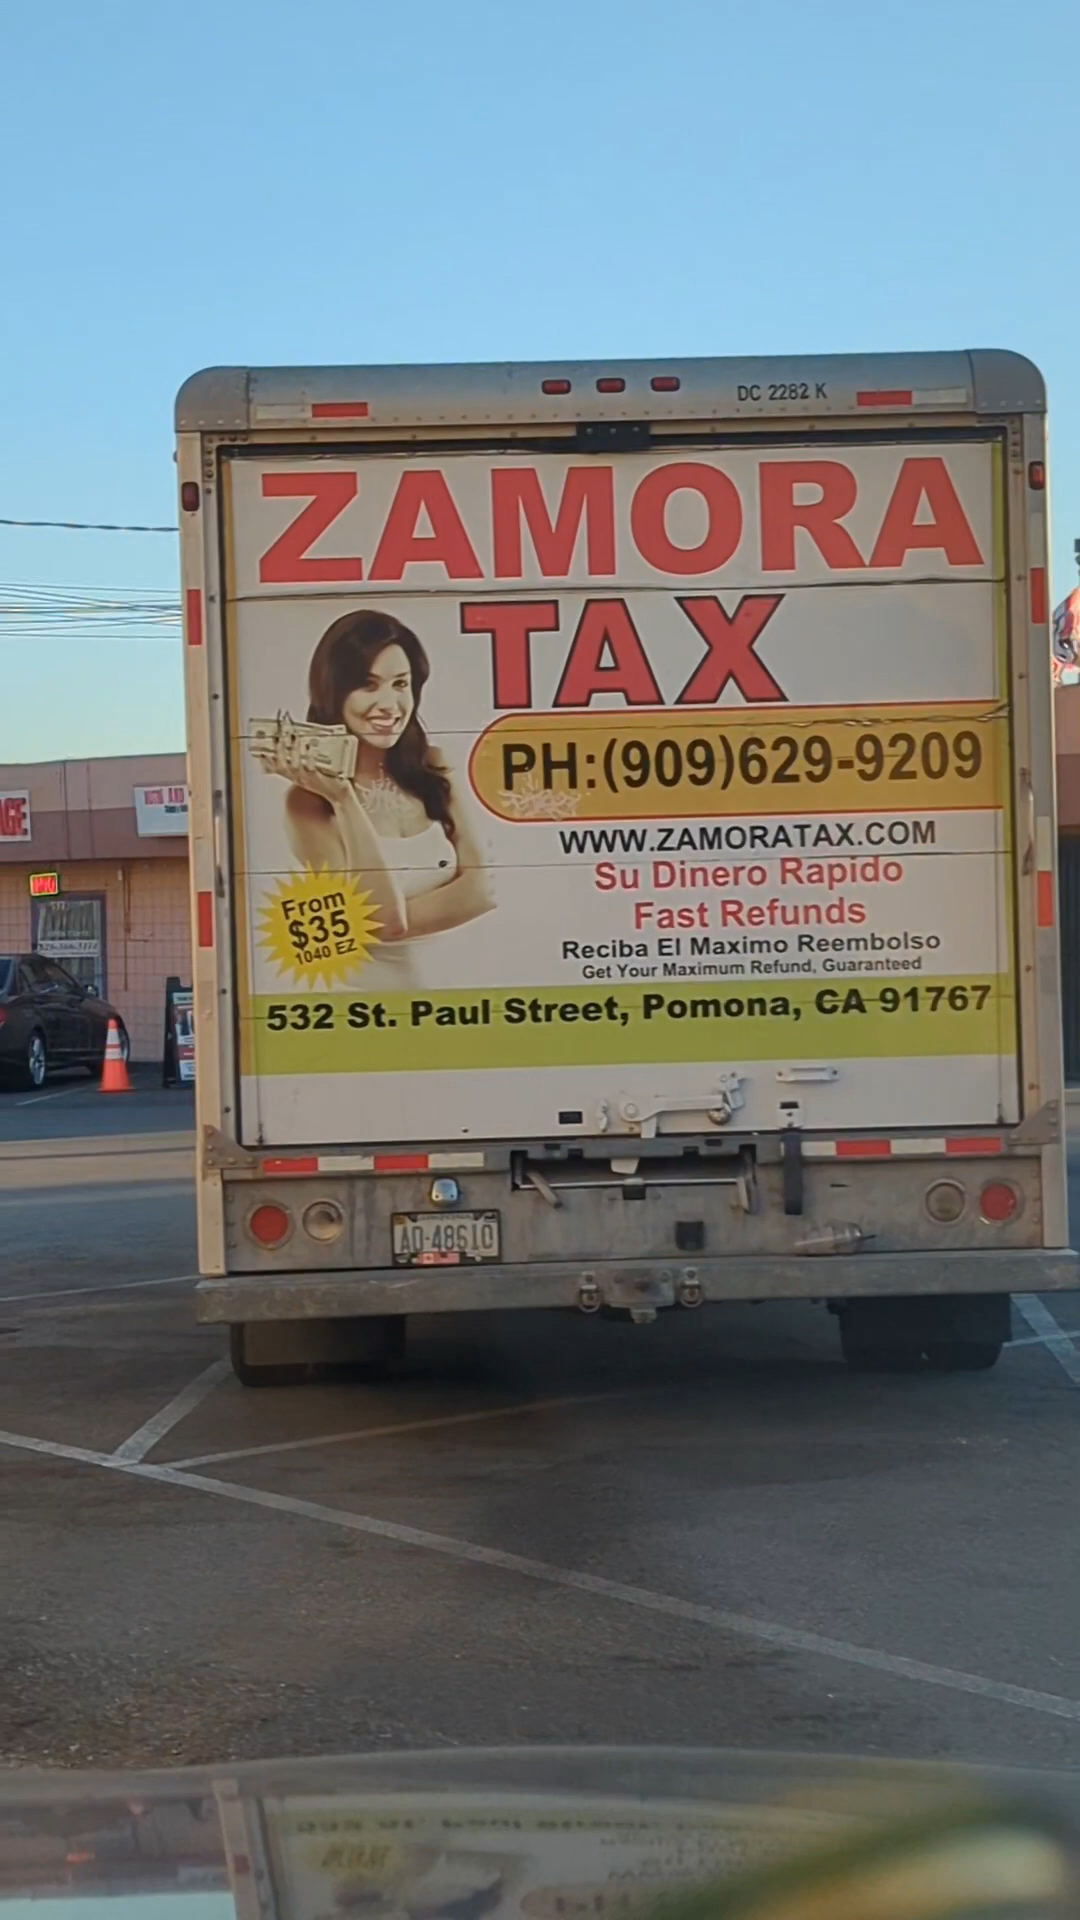 DC 2282 K
ZAMORA
TAX
PH:(909)629-9209
WWW.ZAMORATAX.COM
Su Dinero Rapido
Fast Refunds
Reciba El Maximo Reembolso
Get Your Maximum Refund, Guaranteed
From
$35
1040 EZ
532 St. Paul Street, Pomona, CA 91767
AD-48610